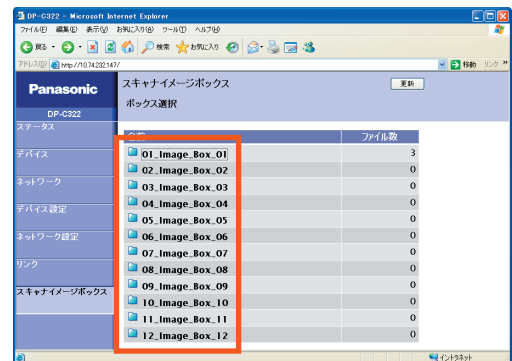 DP-C322 - Microsoft Internet Explorer
ファイル(F) 編集(E) 表示(V) お気に入り(A) ツール(T) ヘルプ(H)
戻る 検索 お気に入り
アドレス(D) http://10.74.232.147/ 移動 リンク
Panasonic
DP-C322
ステータス
デバイス
ネットワーク
デバイス設定
ネットワーク設定
リンク
スキャナイメージボックス
スキャナイメージボックス 更新
ボックス選択
名前 ファイル数
01_Image_Box_01 3
02_Image_Box_02 0
03_Image_Box_03 0
04_Image_Box_04 0
05_Image_Box_05 0
06_Image_Box_06 0
07_Image_Box_07 0
08_Image_Box_08 0
09_Image_Box_09 0
10_Image_Box_10 0
11_Image_Box_11 0
12_Image_Box_12 0
イントラネット